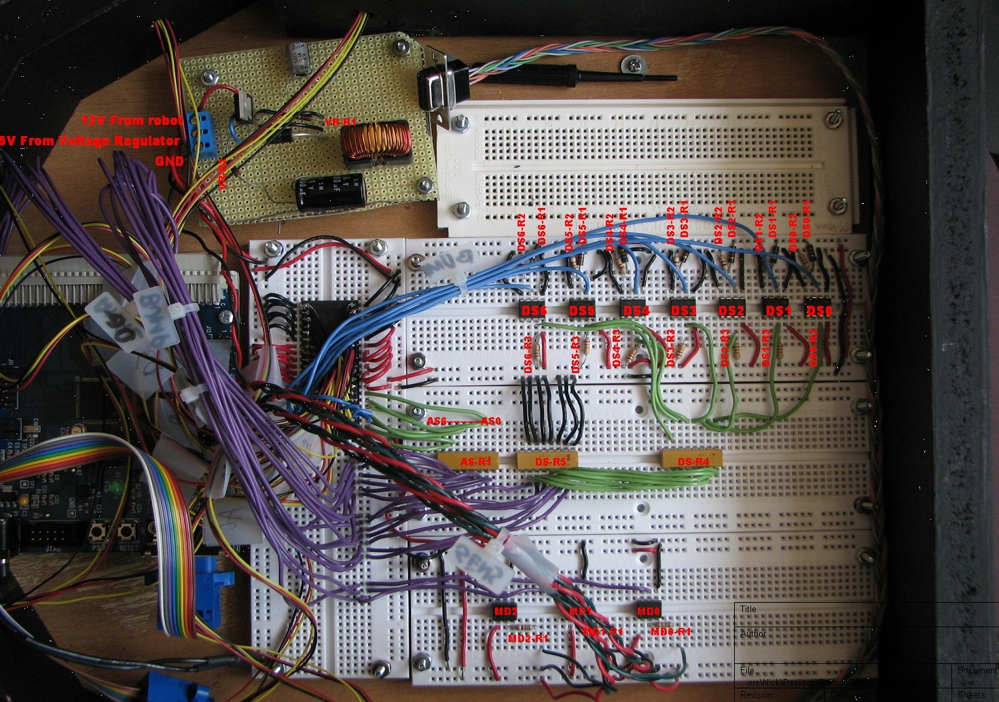 12V From robot
5V From Voltage Regulator
GND
VR-R1
DS6-R2
DS6-R1
DS5-R2
DS5-R1
DS4-R2
DS4-R1
DS3-R2
DS3-R1
DS2-R2
DS2-R1
DS1-R2
DS1-R1
DS0-R2
DS0-R1
DS6
DS5
DS4
DS3
DS2
DS1
DS0
DS6-R3
DS5-R3
DS4-R3
DS3-R3
DS2-R3
DS1-R3
DS0-R3
AS6----------AS0
AS-R1
DS-R5
DS-R4
SENS
JTAG
RESET
MD2
MD1
MD0
MD2-R1
MD1-R1
MD0-R1
Title
Author
File
Document
Revision
Sheets